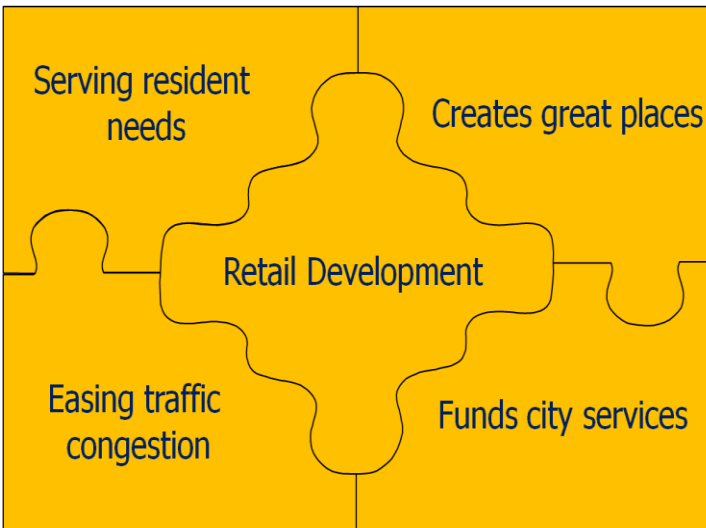 Serving resident
needs
Creates great places
Retail Development
Easing traffic
congestion
Funds city services